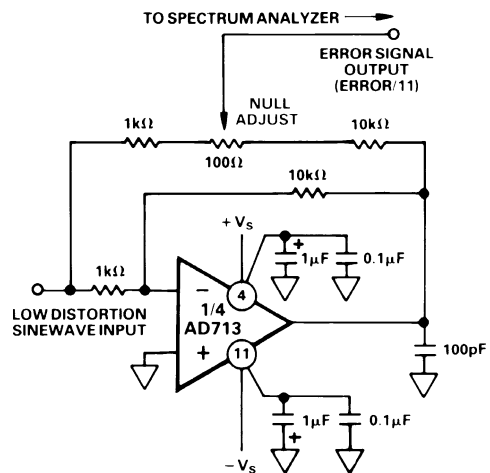 TO SPECTRUM ANALYZER
ERROR SIGNAL
OUTPUT
(ERROR/11)
NULL
ADJUST
1kΩ
100Ω
10kΩ
10kΩ
+VS
+
1μF
0.1μF
1kΩ
4
LOW DISTORTION
SINEWAVE INPUT
−
1/4
AD713
+
11
100pF
1μF
0.1μF
+
−VS